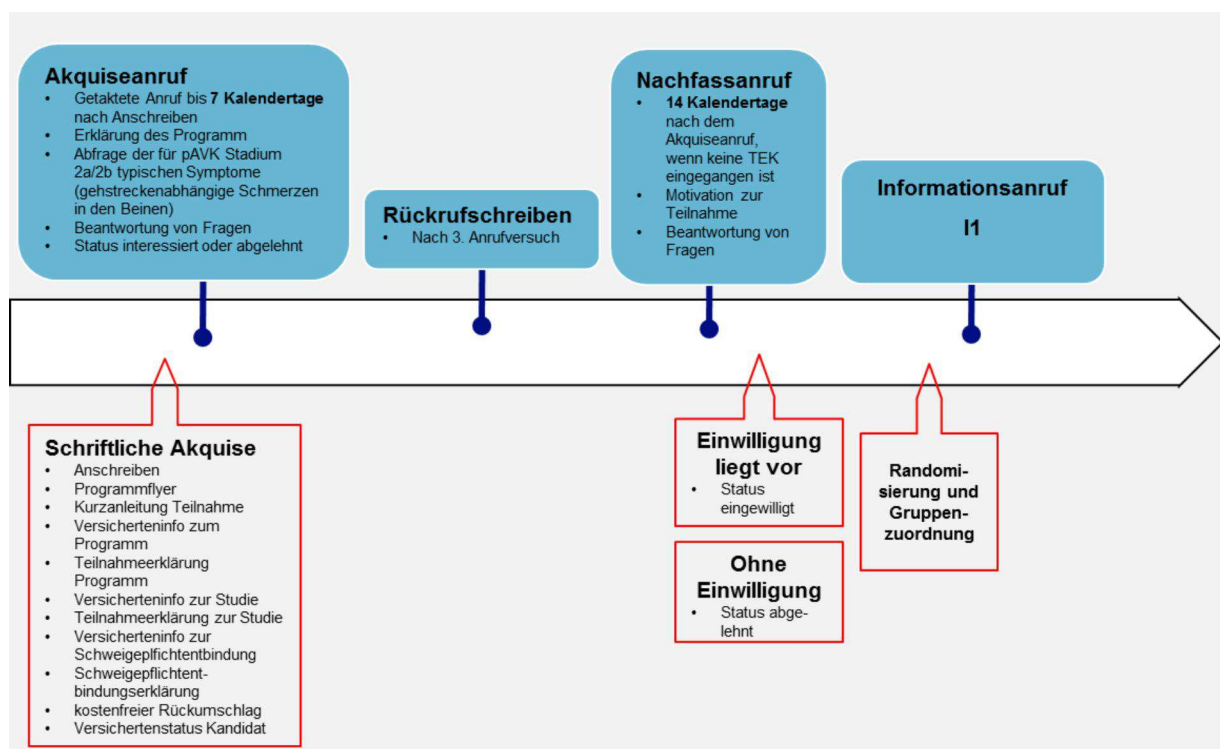 Akquiseanruf
• Getaktete Anruf bis 7 Kalendertage
nach Anschreiben
• Erklärung des Programm
• Abfrage der für pAVK Stadium
2a/2b typischen Symptome
(gehstreckenabhängige Schmerzen
in den Beinen)
• Beantwortung von Fragen
• Status interessiert oder abgelehnt
Rückrufschreiben
• Nach 3. Anrufversuch
Nachfassanruf
• 14 Kalendertage
nach dem
Akquiseanruf,
wenn keine TEK
eingegangen ist
• Motivation zur
Teilnahme
• Beantwortung von
Fragen
Informationsanruf
I1
Schriftliche Akquise
• Anschreiben
• Programmflyer
• Kurzanleitung Teilnahme
• Versicherteninfo zum
Programm
• Teilnahmeerklärung
Programm
• Versicherteninfo zur Studie
• Teilnahmeerklärung zur Studie
• Versicherteninfo zur
Schweigeplfichtentbindung
• Schweigepflichtent-
bindungserklärung
• kostenfreier Rückumschlag
• Versichertenstatus Kandidat
Einwilligung
liegt vor
• Status
eingewilligt
Ohne
Einwilligung
• Status abge-
lehnt
Randomi-
sierung und
Gruppen-
zuordnung